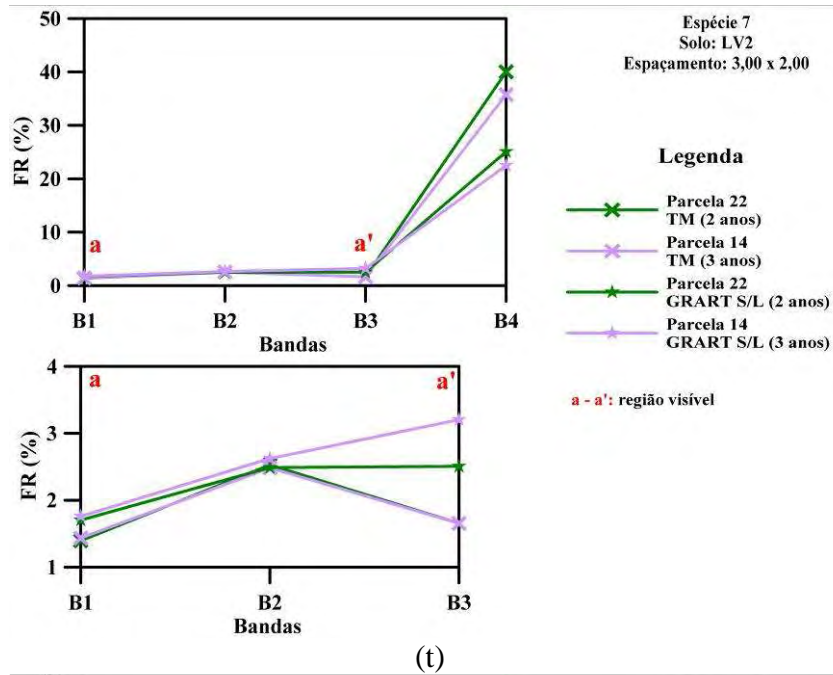 50
40
30
20
10
0
FR (%)
a
a'
B1
B2
B3
B4
Bandas
Espécie 7
Solo: LV2
Espaçamento: 3,00 x 2,00
Legenda
Parcela 22
TM (2 anos)
Parcela 14
TM (3 anos)
Parcela 22
GRART S/L (2 anos)
Parcela 14
GRART S/L (3 anos)
a - a': região visível
4
3
2
1
FR (%)
a
a'
B1
B2
B3
Bandas
(t)